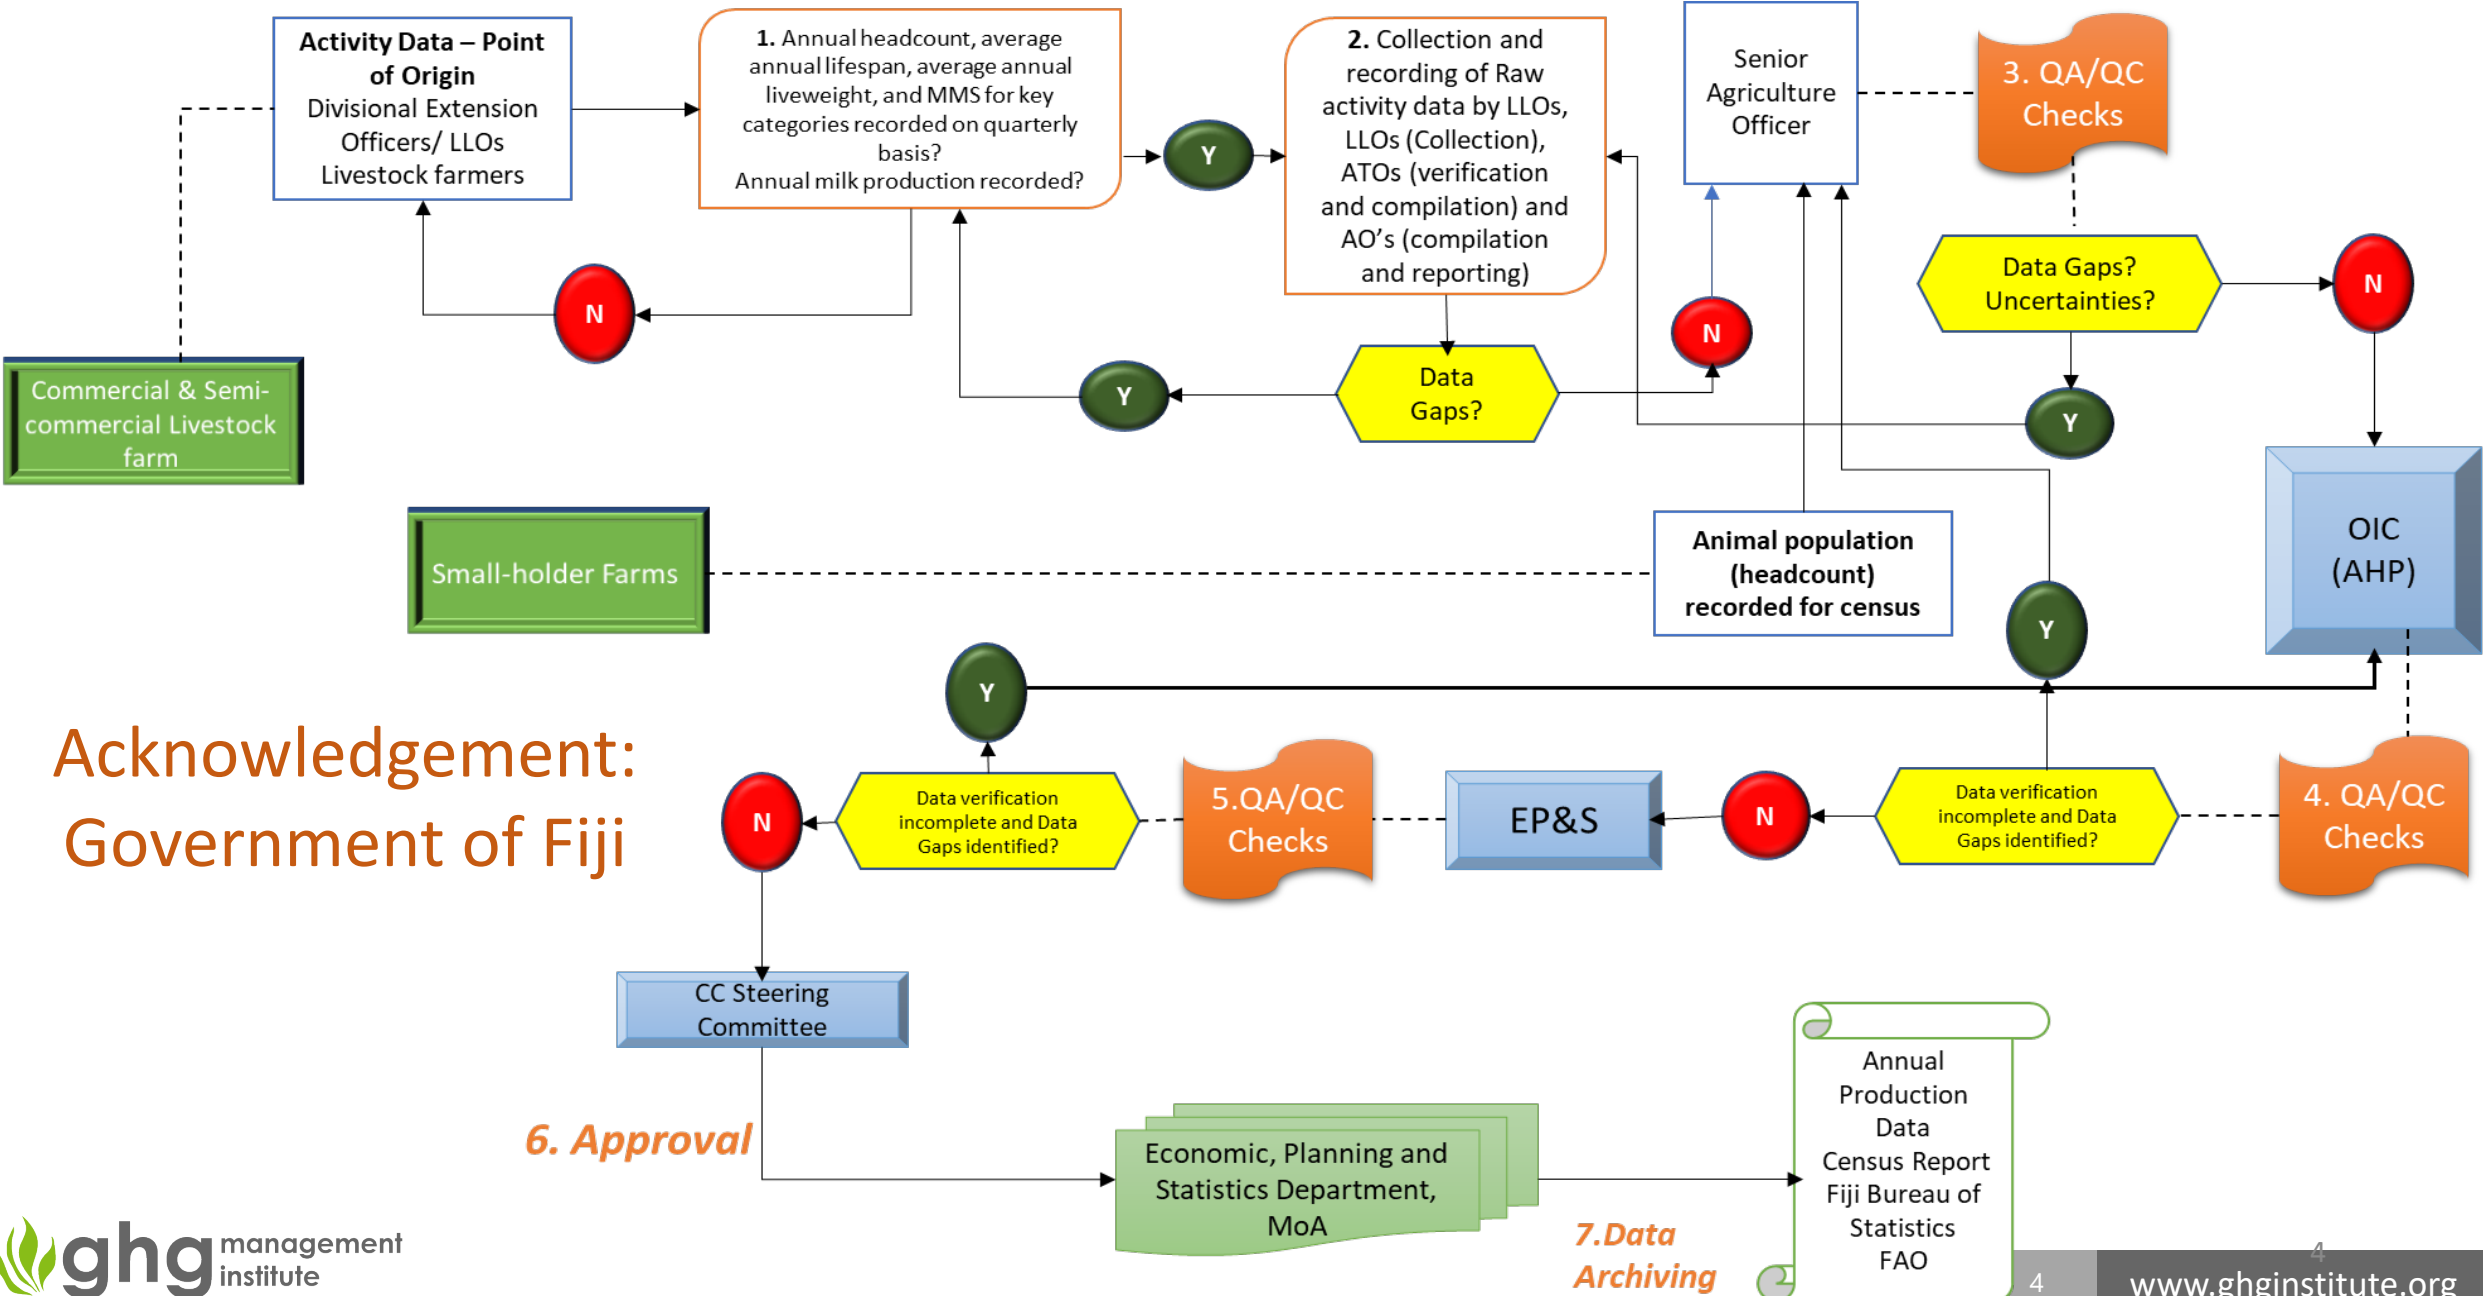 Activity Data – Point
of Origin
Divisional Extension
Officers/ LLOs
Livestock farmers
1. Annual headcount, average
annual lifespan, average annual
liveweight, and MMS for key
categories recorded on quarterly
basis?
Annual milk production recorded?
Y
2. Collection and
recording of Raw
activity data by LLOs,
LLOs (Collection),
ATOs (verification
and compilation) and
AO's (compilation
and reporting)
Senior
Agriculture
Officer
3. QA/QC
Checks
Data Gaps?
Uncertainties?
N
N
N
Commercial & Semi-
commercial Livestock
farm
Y
Data
Gaps?
Y
OIC
(AHP)
Small-holder Farms
Animal population
(headcount)
recorded for census
Y
Y
Acknowledgement:
Government of Fiji
N
Data verification
incomplete and Data
Gaps identified?
5.QA/QC
Checks
EP&S
N
Data verification
incomplete and Data
Gaps identified?
4. QA/QC
Checks
CC Steering
Committee
6. Approval
Economic, Planning and
Statistics Department,
MoA
7.Data
Archiving
Annual
Production
Data
Census Report
Fiji Bureau of
Statistics
FAO
ghg management
institute
4
4
www.ghginstitute.org